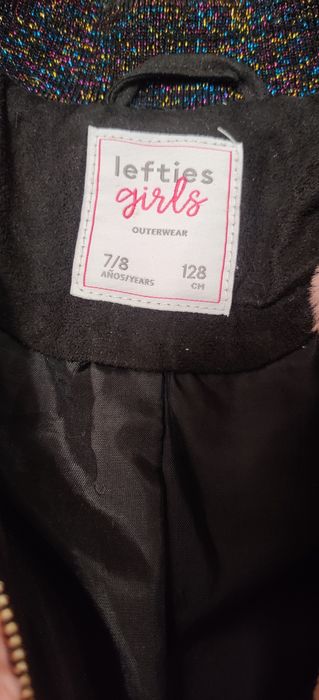 lefties
girls
OUTERWEAR
7/8 128
AÑOS/YEARS CM